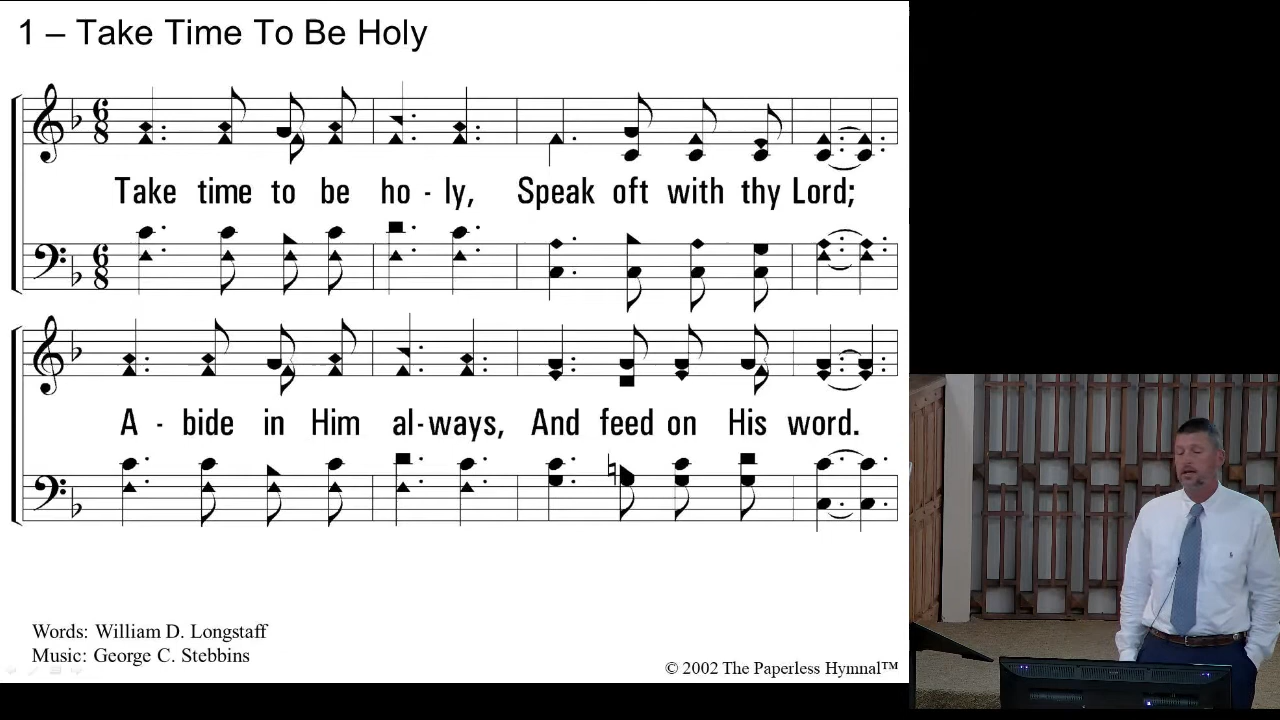 1 – Take Time To Be Holy
Take time to be ho - ly, Speak oft with thy Lord;
A - bide in Him al - ways, And feed on His word.
Words: William D. Longstaff
Music: George C. Stebbins
© 2002 The Paperless Hymnal™